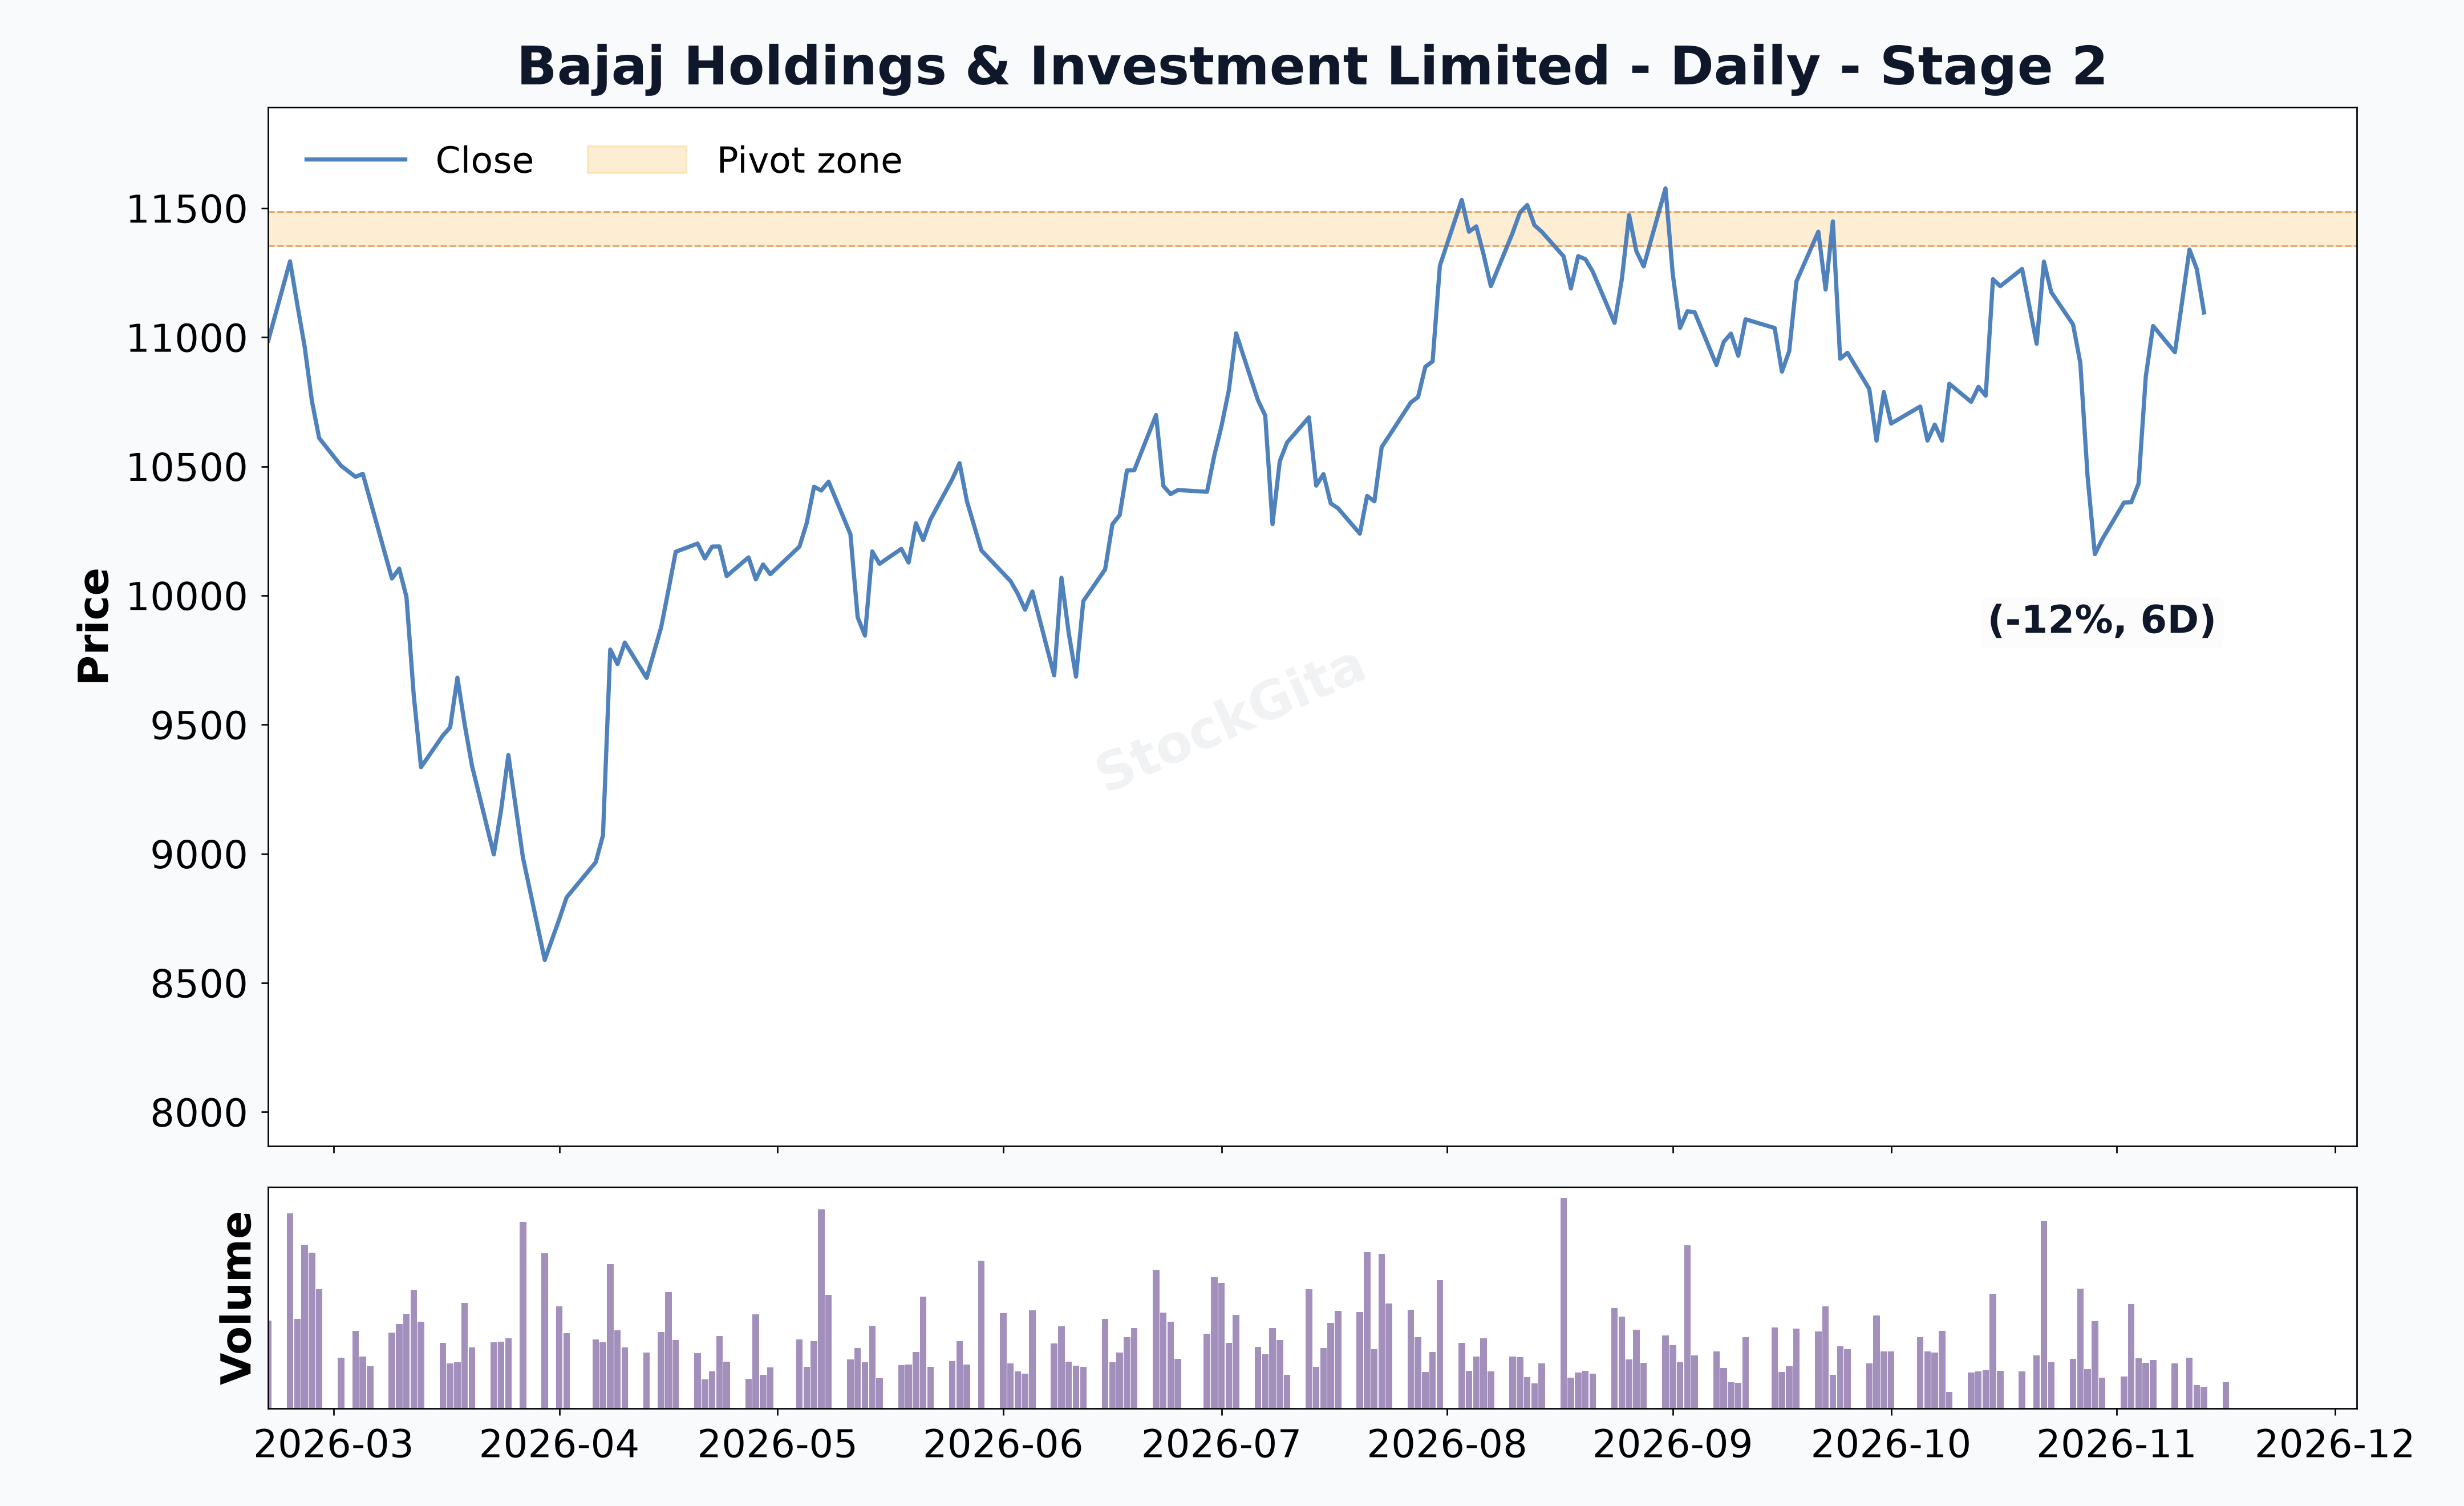 Bajaj Holdings & Investment Limited - Daily - Stage 2
Close
Pivot zone
11500
11000
10500
10000
9500
9000
8500
8000
Price
(-12%, 6D)
StockGita
Volume
2026-03
2026-04
2026-05
2026-06
2026-07
2026-08
2026-09
2026-10
2026-11
2026-12